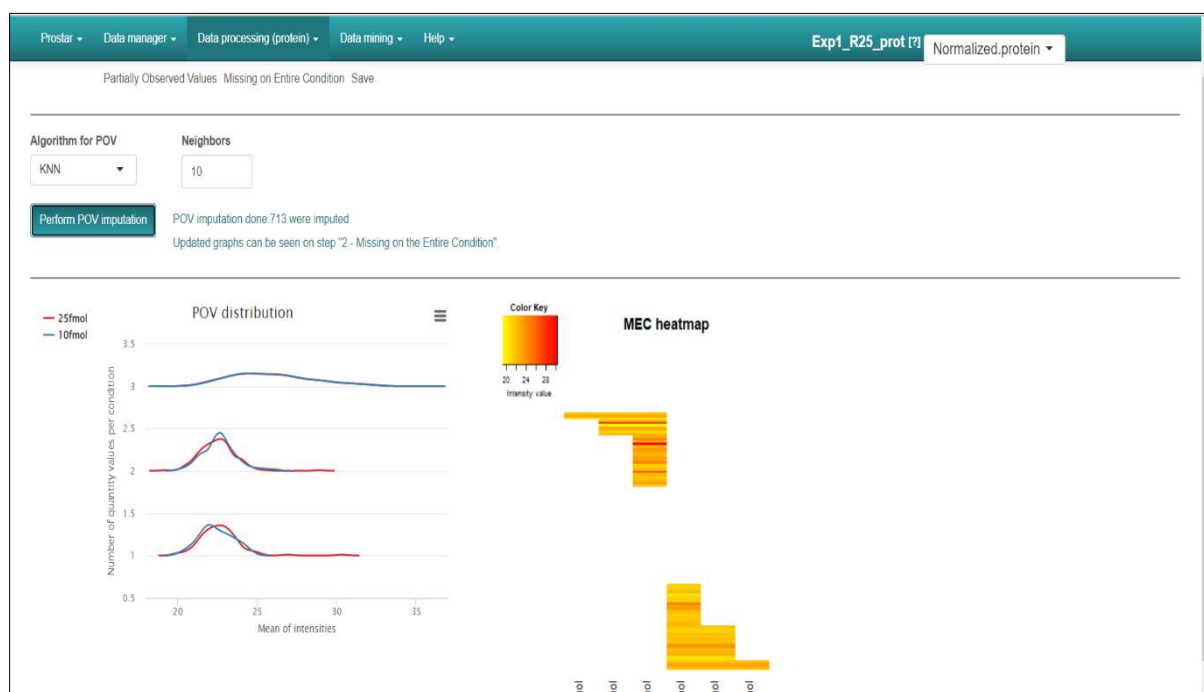 Prostar Data manager Data processing (protein) Data mining Help Exp1_R25_prot [?] Normalized.protein
Partially Observed Values Missing on Entire Condition Save
Algorithm for POV Neighbors
KNN 10
Perform POV imputation POV imputation done.713 were imputed
Updated graphs can be seen on step "2 - Missing on the Entire Condition".
25fmol
10fmol
POV distribution
Number of quantity values per condition
3.5
3
2.5
2
1.5
1
0.5
20 25 30 35
Mean of intensities
Color Key
20 24 28
Intensity value
MEC heatmap